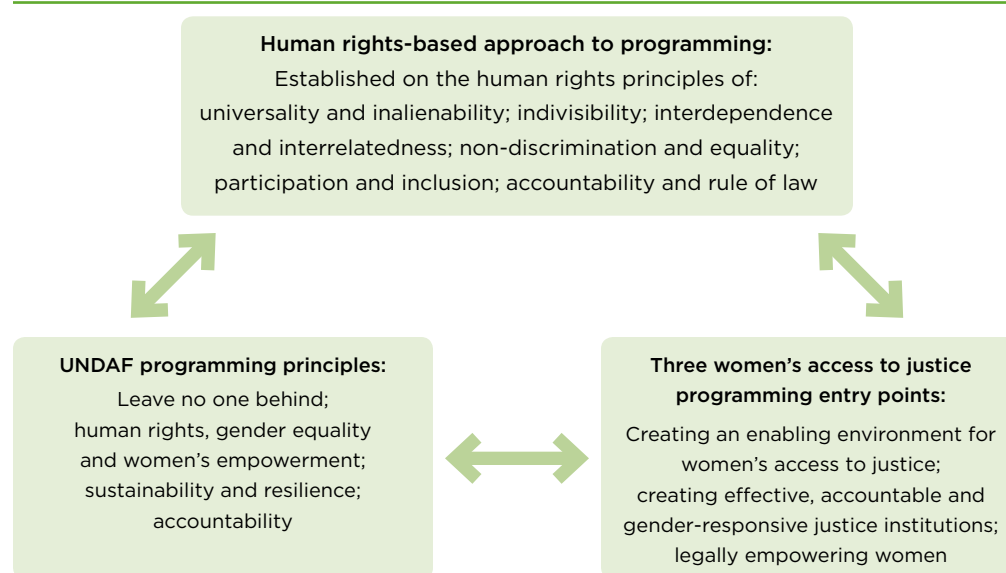 Human rights-based approach to programming:
Established on the human rights principles of:
universality and inalienability; indivisibility; interdependence
and interrelatedness; non-discrimination and equality;
participation and inclusion; accountability and rule of law
UNDAF programming principles:
Leave no one behind;
human rights, gender equality
and women's empowerment;
sustainability and resilience;
accountability
Three women's access to justice
programming entry points:
Creating an enabling environment for
women's access to justice;
creating effective, accountable and
gender-responsive justice institutions;
legally empowering women